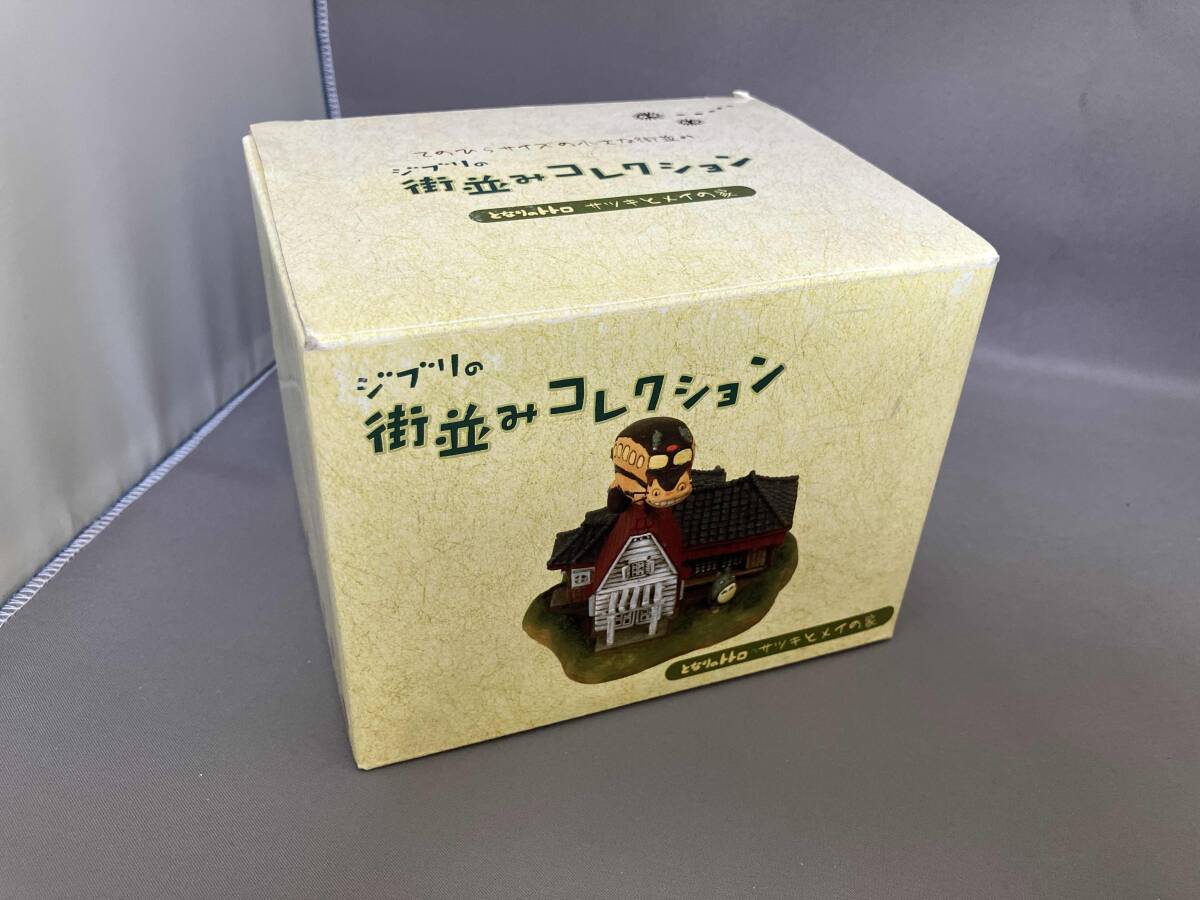 てのひらサイズの小さな街並み
ジブリの
街並みコレクション
となりのトトロ サツキとメイの家
ジブリの
街並みコレクション
となりのトトロ サツキとメイの家